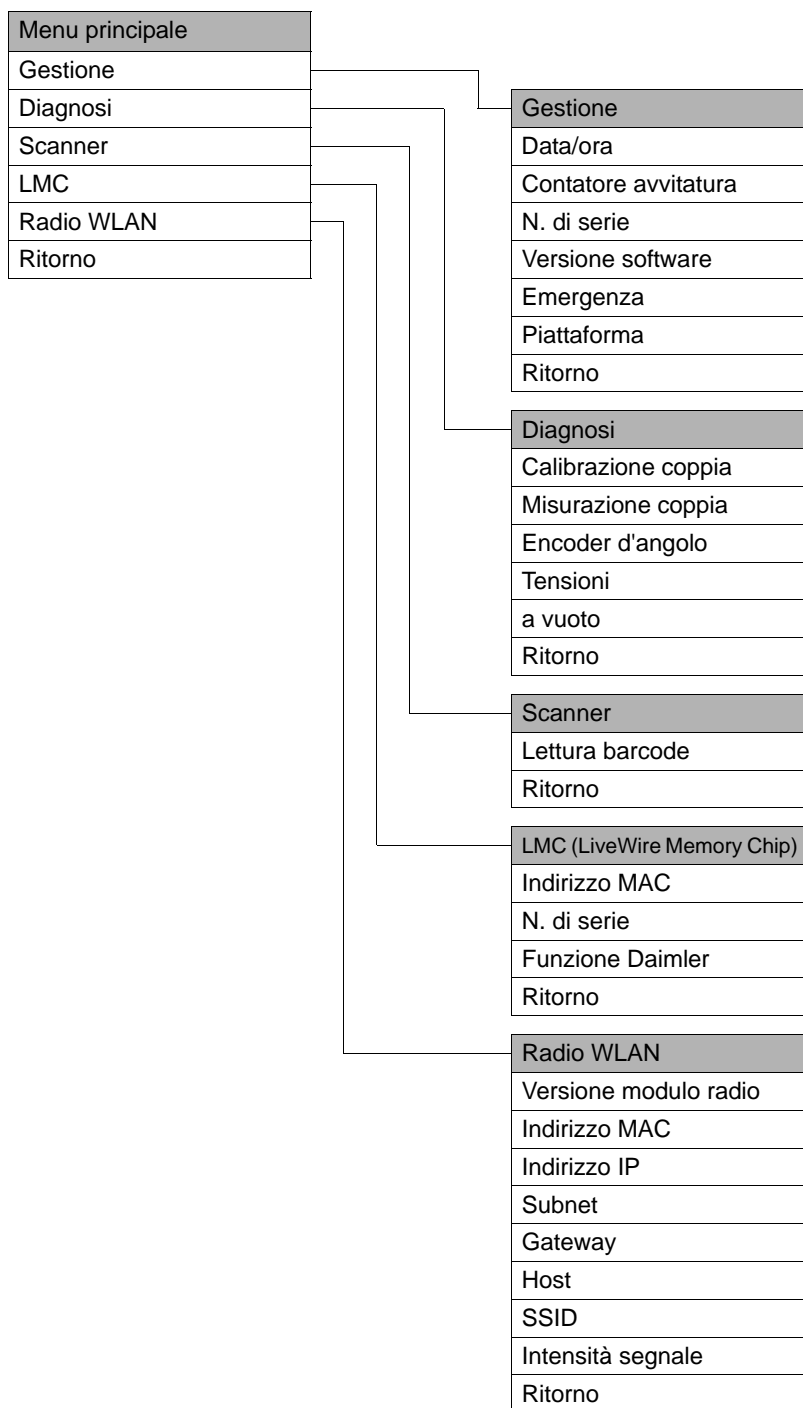 Menu principale
Gestione
Diagnosi
Scanner
LMC
Radio WLAN
Ritorno
Gestione
Data/ora
Contatore avvitatura
N. di serie
Versione software
Emergenza
Piattaforma
Ritorno
Diagnosi
Calibrazione coppia
Misurazione coppia
Encoder d'angolo
Tensioni
a vuoto
Ritorno
Scanner
Lettura barcode
Ritorno
LMC (LiveWire Memory Chip)
Indirizzo MAC
N. di serie
Funzione Daimler
Ritorno
Radio WLAN
Versione modulo radio
Indirizzo MAC
Indirizzo IP
Subnet
Gateway
Host
SSID
Intensità segnale
Ritorno